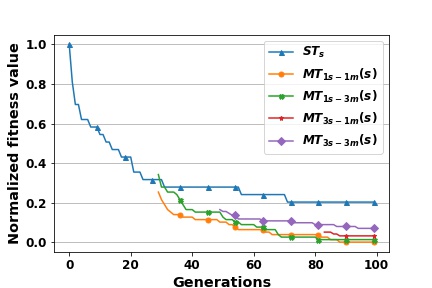 Normalized fitness value
1.0
0.8
0.6
0.4
0.2
0.0
0
20
40
60
80
100
Generations
STs
MT1s−1m(s)
MT1s−3m(s)
MT3s−1m(s)
MT3s−3m(s)